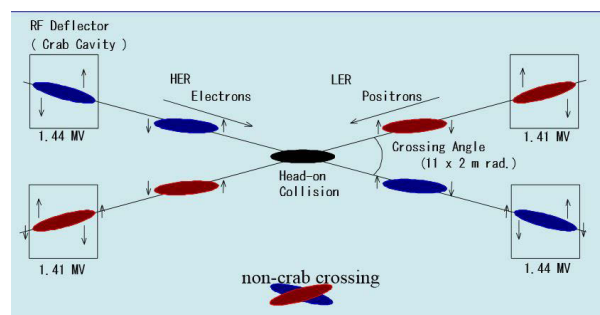 RF Deflector
( Crab Cavity )
HER
Electrons
LER
Positrons
1.44 MV
1.41 MV
Crossing Angle
(11 x 2 m rad.)
Head-on
Collision
1.41 MV
1.44 MV
non-crab crossing